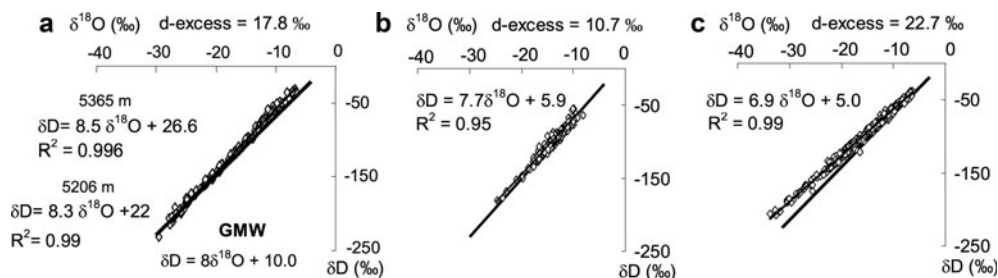 a δ¹⁸O (‰) d-excess = 17.8 ‰
-40 -30 -20 -10 0
5365 m
δD= 8.5 δ¹⁸O + 26.6
R² = 0.996
5206 m
δD= 8.3 δ¹⁸O +22
R² = 0.99
GMW
δD = 8δ¹⁸O + 10.0
-50
-150
-250
δD (‰)
b δ¹⁸O (‰) d-excess = 10.7 ‰
-40 -30 -20 -10 0
δD = 7.7δ¹⁸O + 5.9
R² = 0.95
-50
-150
-250
δD (‰)
c δ¹⁸O (‰) d-excess = 22.7 ‰
-40 -30 -20 -10 0
δD = 6.9 δ¹⁸O + 5.0
R² = 0.99
-50
-150
-250
δD (‰)